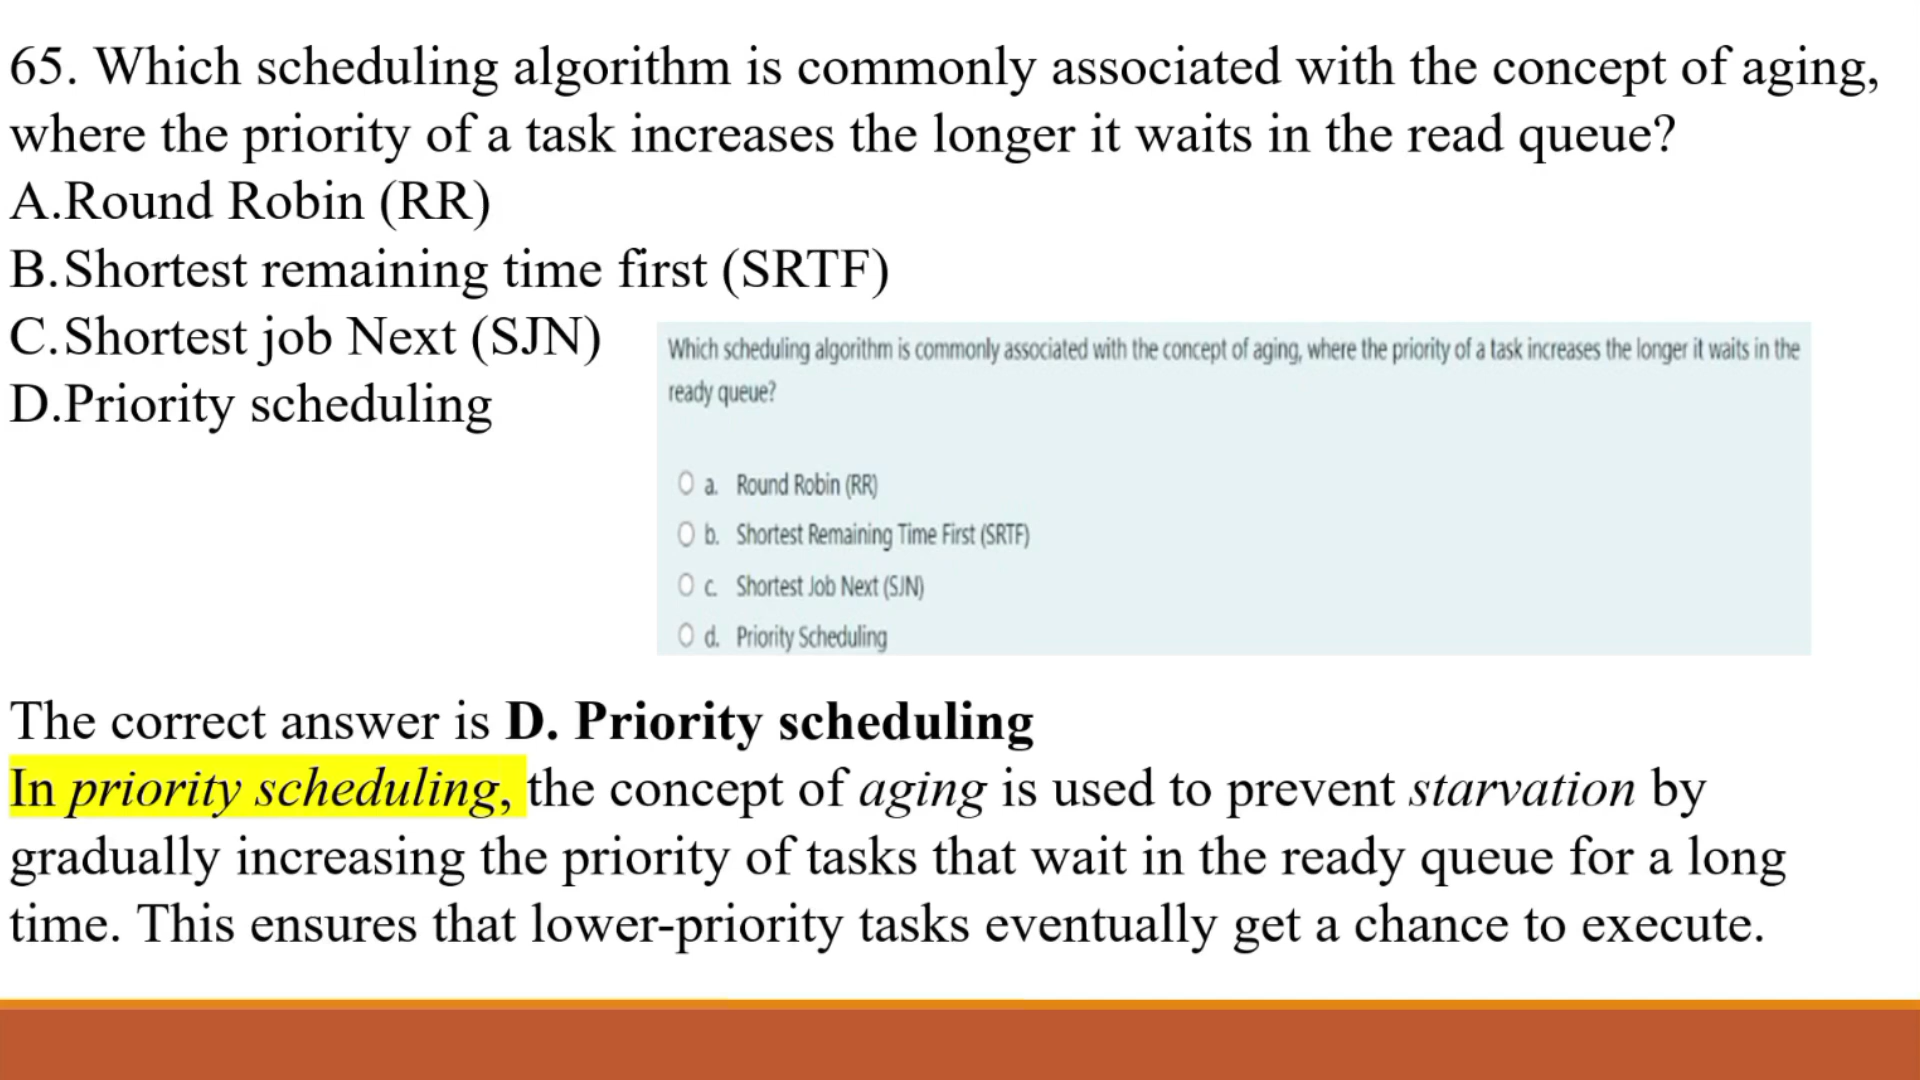 65. Which scheduling algorithm is commonly associated with the concept of aging,
where the priority of a task increases the longer it waits in the read queue?
A.Round Robin (RR)
B.Shortest remaining time first (SRTF)
C.Shortest job Next (SJN)
D.Priority scheduling
Which scheduling algorithm is commonly associated with the concept of aging, where the priority of a task increases the longer it waits in the
ready queue?
a. Round Robin (RR)
b. Shortest Remaining Time First (SRTF)
c. Shortest Job Next (SJN)
d. Priority Scheduling
The correct answer is D. Priority scheduling
In priority scheduling, the concept of aging is used to prevent starvation by
gradually increasing the priority of tasks that wait in the ready queue for a long
time. This ensures that lower-priority tasks eventually get a chance to execute.